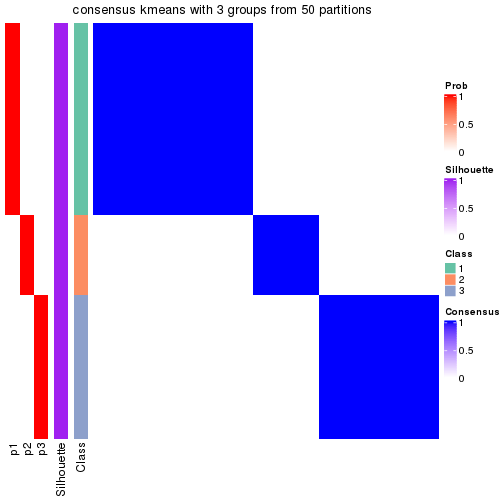 consensus kmeans with 3 groups from 50 partitions
Prob
1
0.5
0
Silhouette
1
0.5
0
Class
1
2
3
Consensus
1
0.5
0
p1
p2
p3
Silhouette
Class